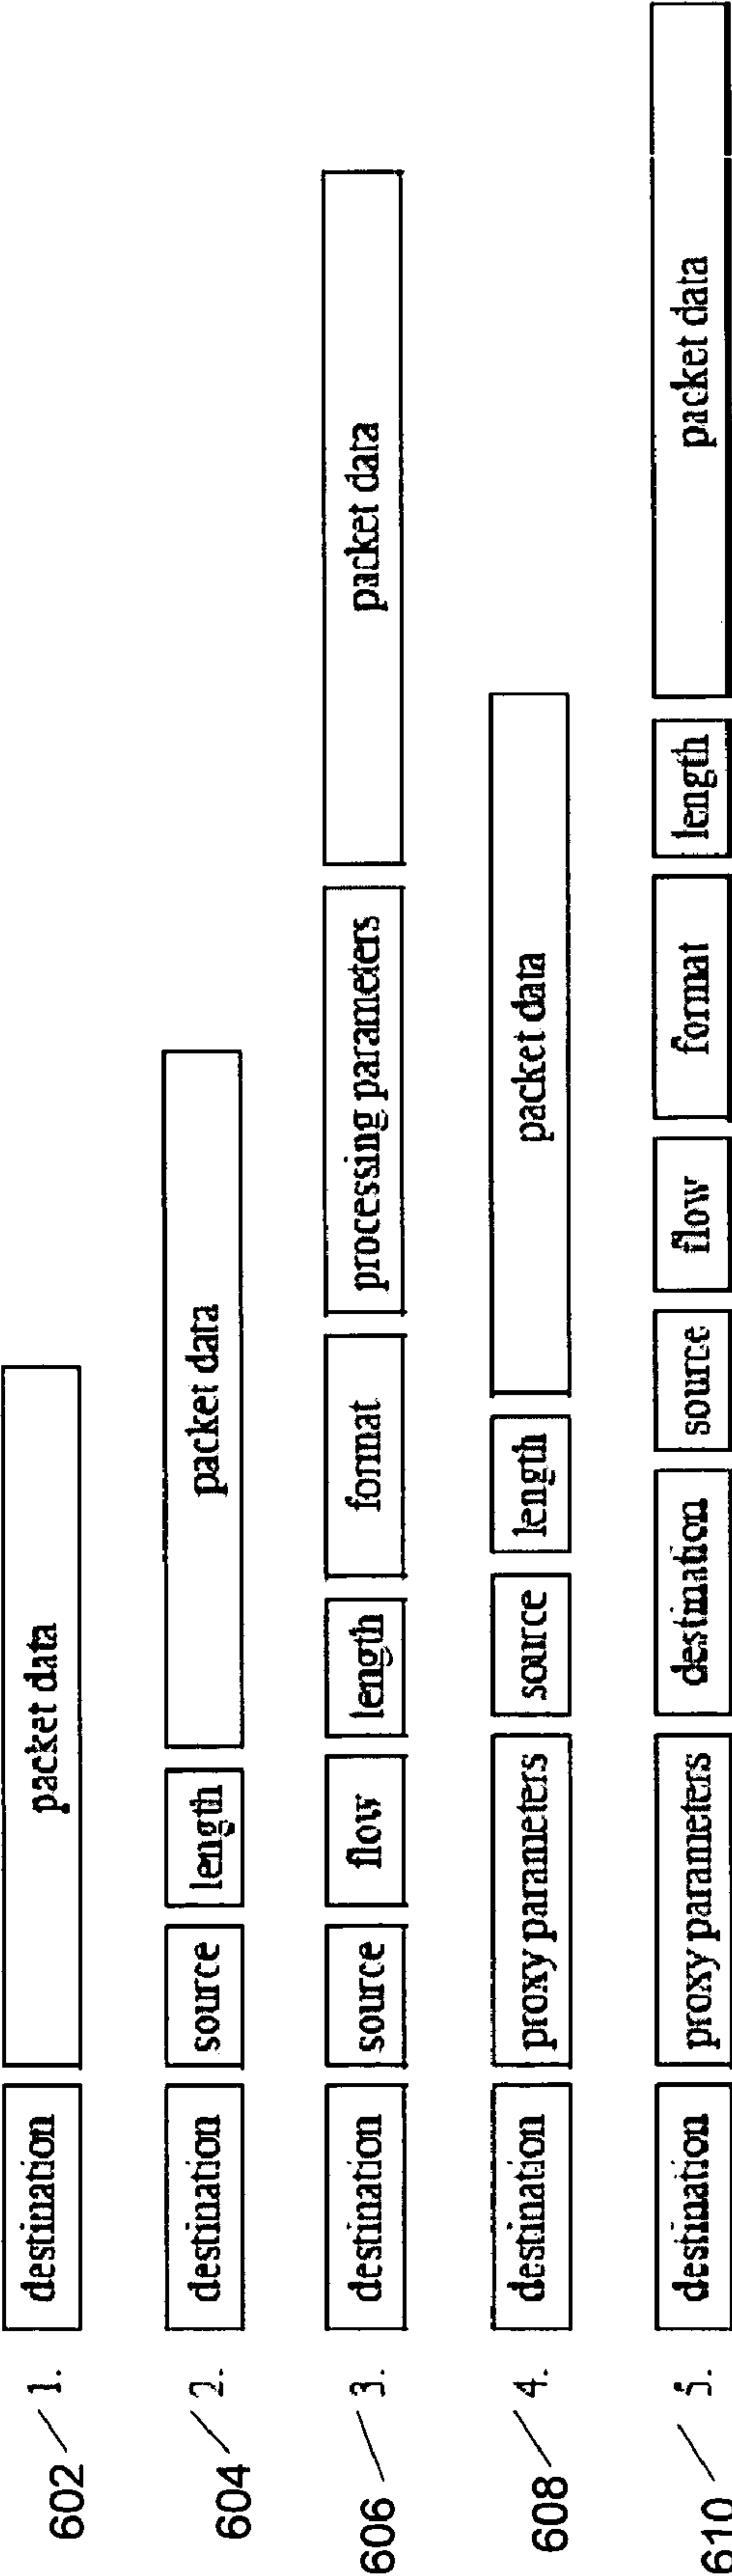 602 1. destination packet data
604 2. destination source length packet data
606 3. destination source flow length format processing parameters packet data
608 4. destination proxy parameters source length packet data
610 5. destination proxy parameters destination source flow format length packet data